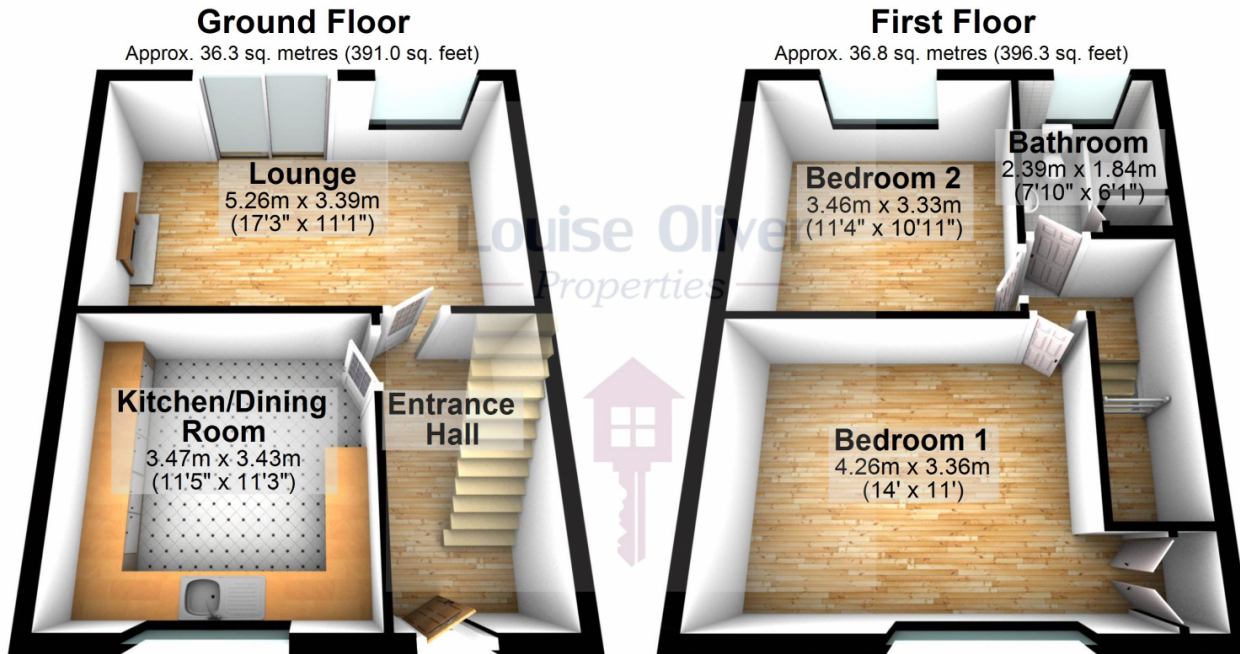 Ground Floor
Approx. 36.3 sq. metres (391.0 sq. feet)
Lounge
5.26m x 3.39m
(17'3" x 11'1")
Kitchen/Dining
Room
3.47m x 3.43m
(11'5" x 11'3")
Entrance
Hall
First Floor
Approx. 36.8 sq. metres (396.3 sq. feet)
Bedroom 2
3.46m x 3.33m
(11'4" x 10'11")
Bathroom
2.39m x 1.84m
(7'10" x 6'1")
Bedroom 1
4.26m x 3.36m
(14' x 11')
Louise Oliver
Properties